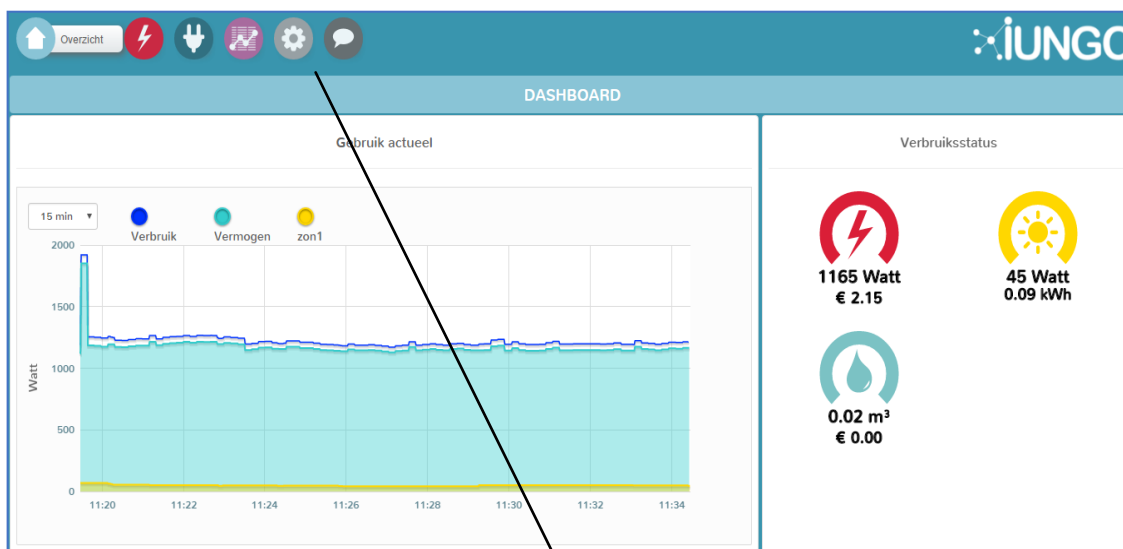 Overzicht
iUNGO
DASHBOARD
Gebruik actueel
Verbruiksstatus
15 min
Verbruik
Vermogen
zon1
2000
1500
1000
500
0
Watt
11:20
11:22
11:24
11:26
11:28
11:30
11:32
11:34
1165 Watt
€ 2.15
45 Watt
0.09 kWh
0.02 m³
€ 0.00